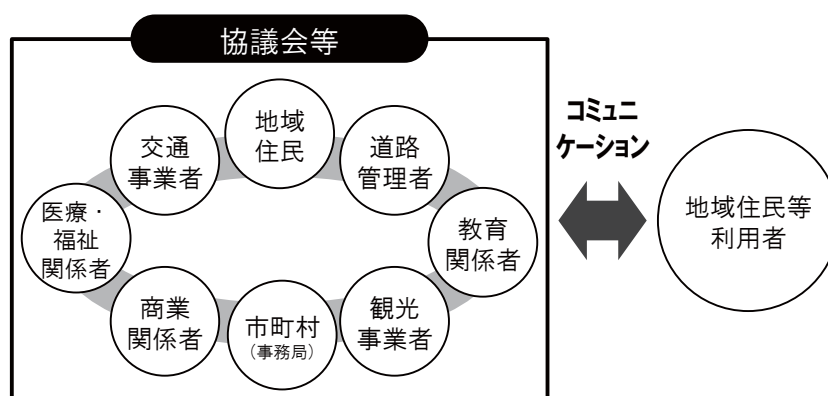 協議会等
地域
住民
交通
事業者
道路
管理者
医療・
福祉
関係者
教育
関係者
商業
関係者
市町村
（事務局）
観光
事業者
コミュニ
ケーション
地域住民等
利用者